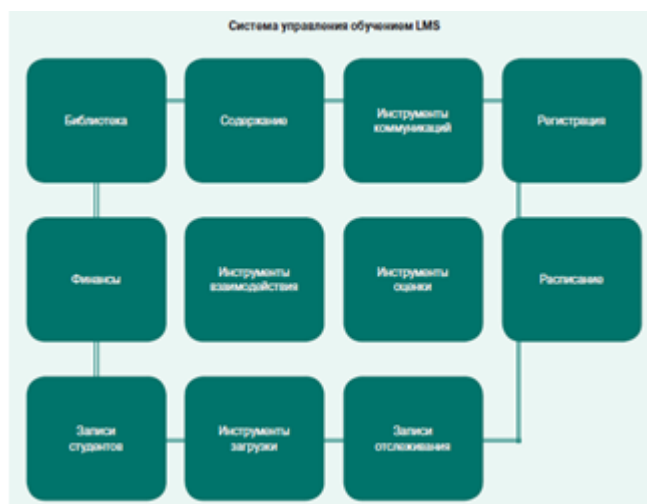 Система управления обучением LMS
Библиотека
Содержание
Инструменты
коммуникаций
Регистрация
Финансы
Инструменты
взаимодействия
Инструменты
оценки
Расписание
Записи
студентов
Инструменты
загрузки
Записи
отслеживания